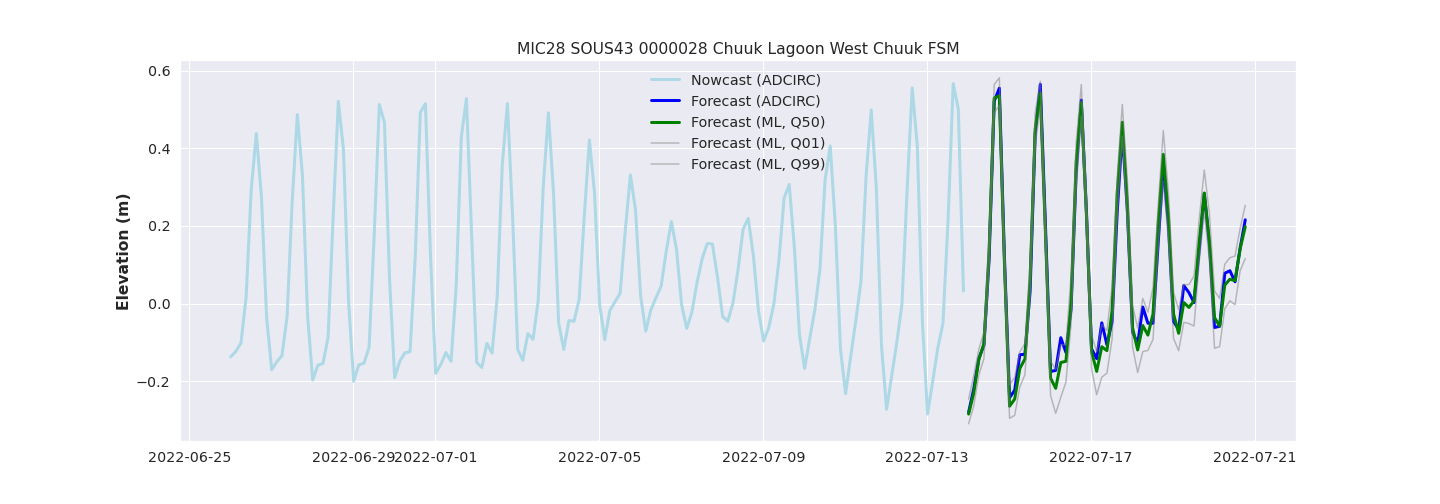 MIC28 SOUS43 0000028 Chuuk Lagoon West Chuuk FSM
Elevation (m)
0.6
0.4
0.2
0.0
−0.2
Nowcast (ADCIRC)
Forecast (ADCIRC)
Forecast (ML, Q50)
Forecast (ML, Q01)
Forecast (ML, Q99)
2022-06-25 2022-06-29 2022-07-01 2022-07-05 2022-07-09 2022-07-13 2022-07-17 2022-07-21